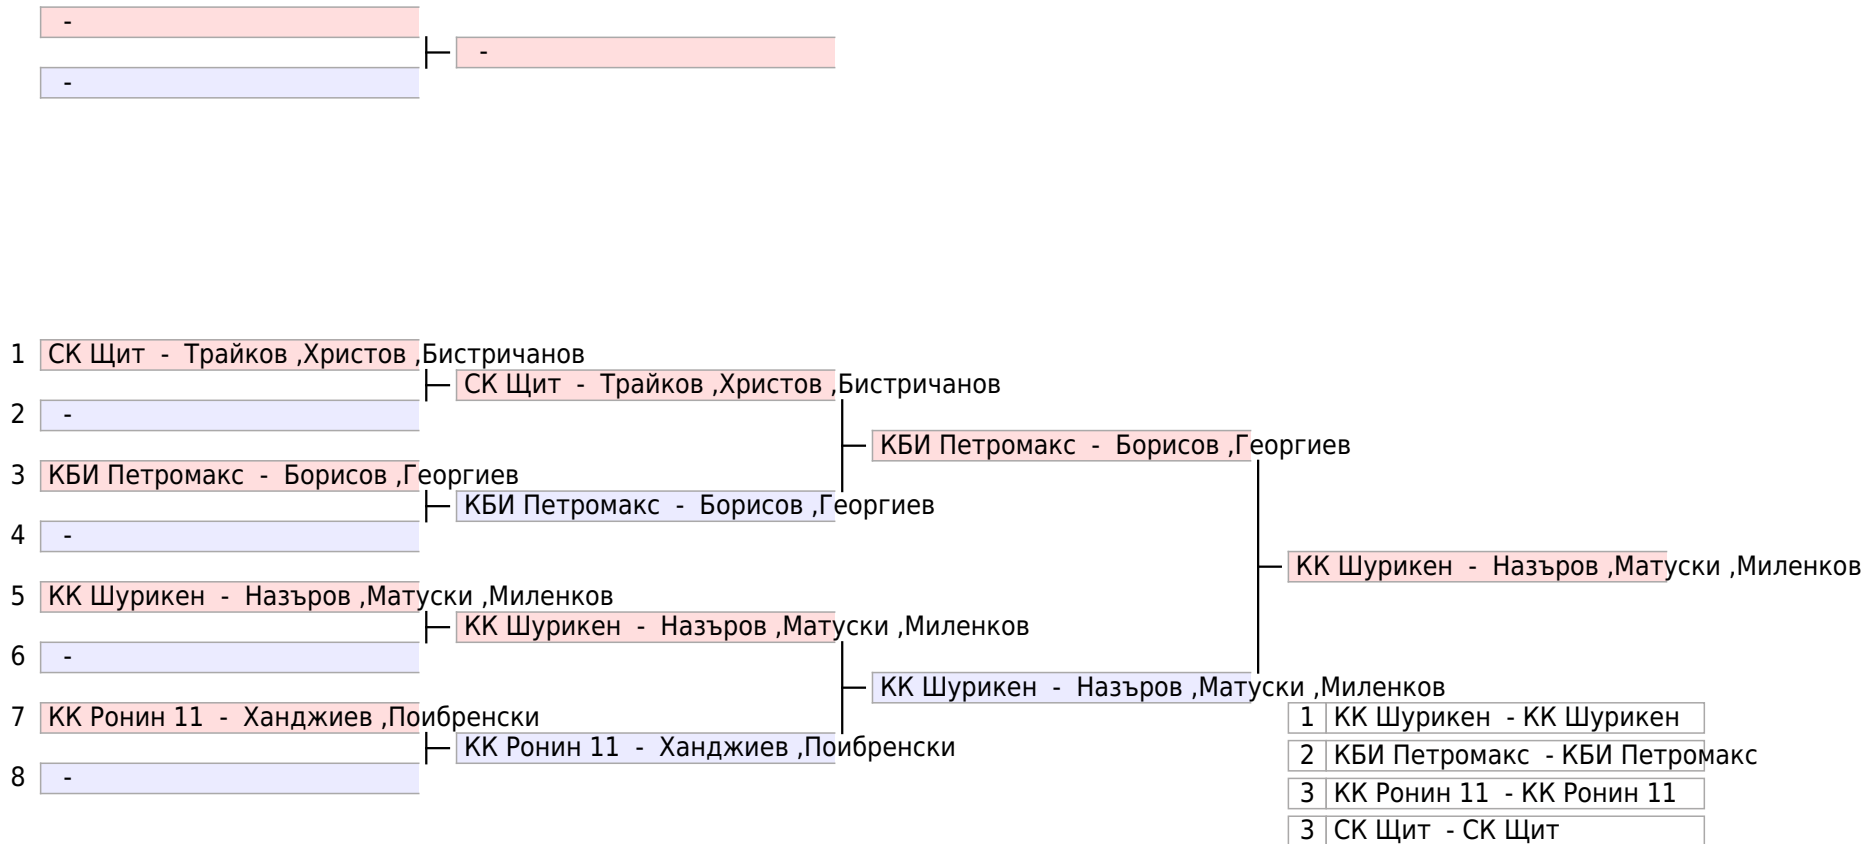 -
-
-
1 СК Щит - Трайков ,Христов ,Бистричанов
СК Щит - Трайков ,Христов ,Бистричанов
2 -
КБИ Петромакс - Борисов ,Георгиев
3 КБИ Петромакс - Борисов ,Георгиев
КБИ Петромакс - Борисов ,Георгиев
4 -
КК Шурикен - Назъров ,Матуски ,Миленков
5 КК Шурикен - Назъров ,Матуски ,Миленков
КК Шурикен - Назъров ,Матуски ,Миленков
6 -
КК Шурикен - Назъров ,Матуски ,Миленков
7 КК Ронин 11 - Ханджиев ,Поибренски
КК Ронин 11 - Ханджиев ,Поибренски
8 -
1 КК Шурикен - КК Шурикен
2 КБИ Петромакс - КБИ Петромакс
3 КК Ронин 11 - КК Ронин 11
3 СК Щит - СК Щит